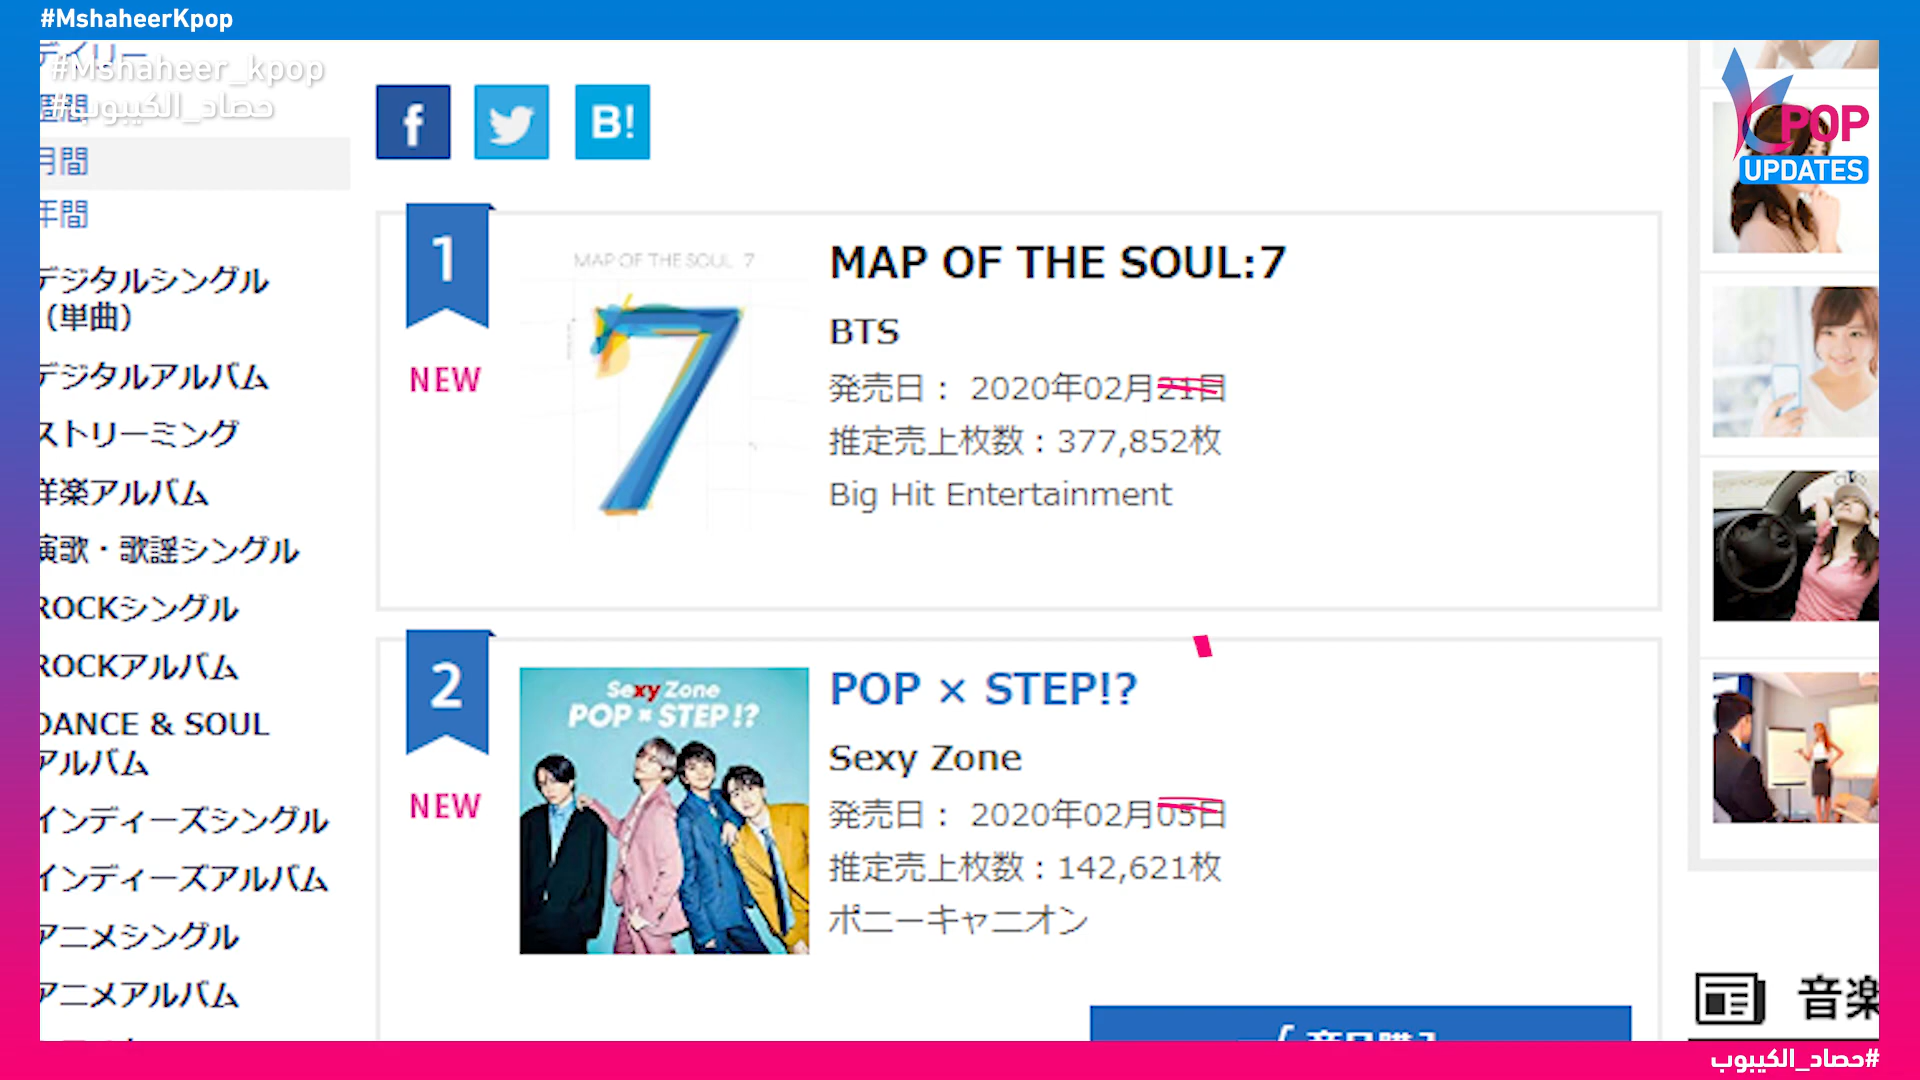 #MshaheerKpop
デイリー
#Mshaheer_kpop
#حصاد_الكيبوب
週間
月間
年間
デジタルシングル
（単曲）
デジタルアルバム
ストリーミング
洋楽アルバム
演歌・歌謡シングル
ROCKシングル
ROCKアルバム
DANCE & SOUL
アルバム
インディーズシングル
インディーズアルバム
アニメシングル
アニメアルバム
f
B!
1
NEW
MAP OF THE SOUL 7
7
MAP OF THE SOUL:7
BTS
発売日： 2020年02月21日
推定売上枚数：377,852枚
Big Hit Entertainment
2
NEW
Sexy Zone
POP × STEP!?
POP × STEP!?
Sexy Zone
発売日： 2020年02月05日
推定売上枚数：142,621枚
ポニーキャニオン
KPOP
UPDATES
音楽
#حصاد_الكيبوب